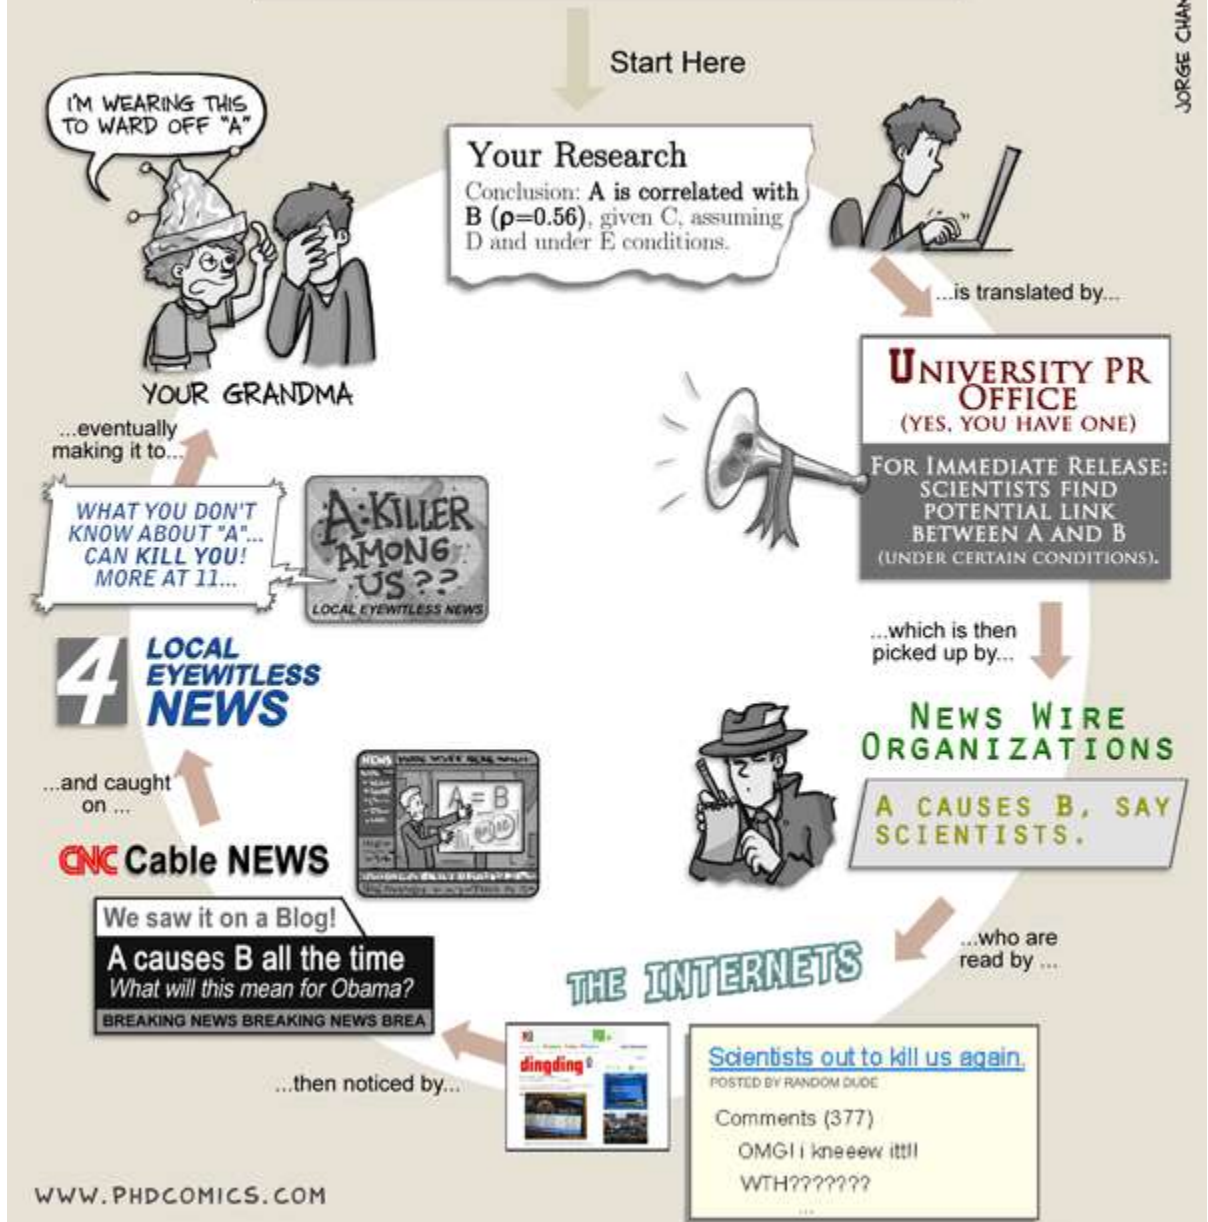 JORGE CHAM
Start Here
I'M WEARING THIS
TO WARD OFF "A"
Your Research
Conclusion: A is correlated with
B (ρ=0.56), given C, assuming
D and under E conditions.
...is translated by...
UNIVERSITY PR
OFFICE
(YES, YOU HAVE ONE)
FOR IMMEDIATE RELEASE:
SCIENTISTS FIND
POTENTIAL LINK
BETWEEN A AND B
(UNDER CERTAIN CONDITIONS).
...which is then
picked up by...
NEWS WIRE
ORGANIZATIONS
A CAUSES B, SAY
SCIENTISTS.
...who are
read by ...
THE INTERNETS
Scientists out to kill us again.
POSTED BY RANDOM DUDE
Comments (377)
OMG! i kneeew itt!!
WTH???????
...
dingding
...then noticed by...
CNC Cable NEWS
We saw it on a Blog!
A causes B all the time
What will this mean for Obama?
BREAKING NEWS BREAKING NEWS BREA
NEWS
A = B
...and caught
on ...
4 LOCAL
EYEWITLESS
NEWS
WHAT YOU DON'T
KNOW ABOUT "A"...
CAN KILL YOU!
MORE AT 11...
A-KILLER
AMONG
US??
LOCAL EYEWITLESS NEWS
...eventually
making it to...
YOUR GRANDMA
WWW.PHDCOMICS.COM